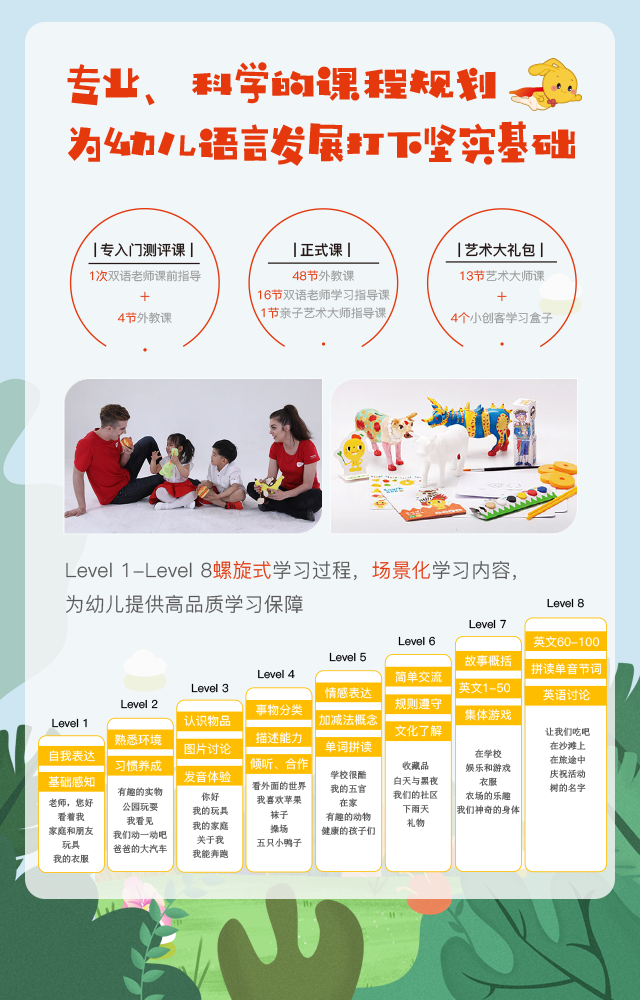 专业、科学的课程规划
为幼儿语言发展打下坚实基础
专入门测评课
1次双语老师课前指导
+
4节外教课
正式课
48节外教课
16节双语老师学习指导课
1节亲子艺术大师指导课
艺术大礼包
13节艺术大师课
+
4个小创客学习盒子
Level 1-Level 8螺旋式学习过程，场景化学习内容，
为幼儿提供高品质学习保障
Level 1
自我表达
基础感知
老师，您好
看着我
家庭和朋友
玩具
我的衣服
Level 2
熟悉环境
习惯养成
有趣的实物
公园玩耍
我看见
我们动一动吧
爸爸的大汽车
Level 3
认识物品
图片讨论
发音体验
你好
我的玩具
我的家庭
关于我
我能奔跑
Level 4
事物分类
描述能力
倾听、合作
看外面的世界
我喜欢苹果
袜子
操场
五只小鸭子
Level 5
情感表达
加减法概念
单词拼读
学校很酷
我的五官
在家
有趣的动物
健康的孩子们
Level 6
简单交流
规则遵守
文化了解
收藏品
白天与黑夜
我们的社区
下雨天
礼物
Level 7
故事概括
英文1-50
集体游戏
在学校
娱乐和游戏
衣服
农场的乐趣
我们神奇的身体
Level 8
英文60-100
拼读单音节词
英语讨论
让我们吃吧
在沙滩上
在旅途中
庆祝活动
树的名字